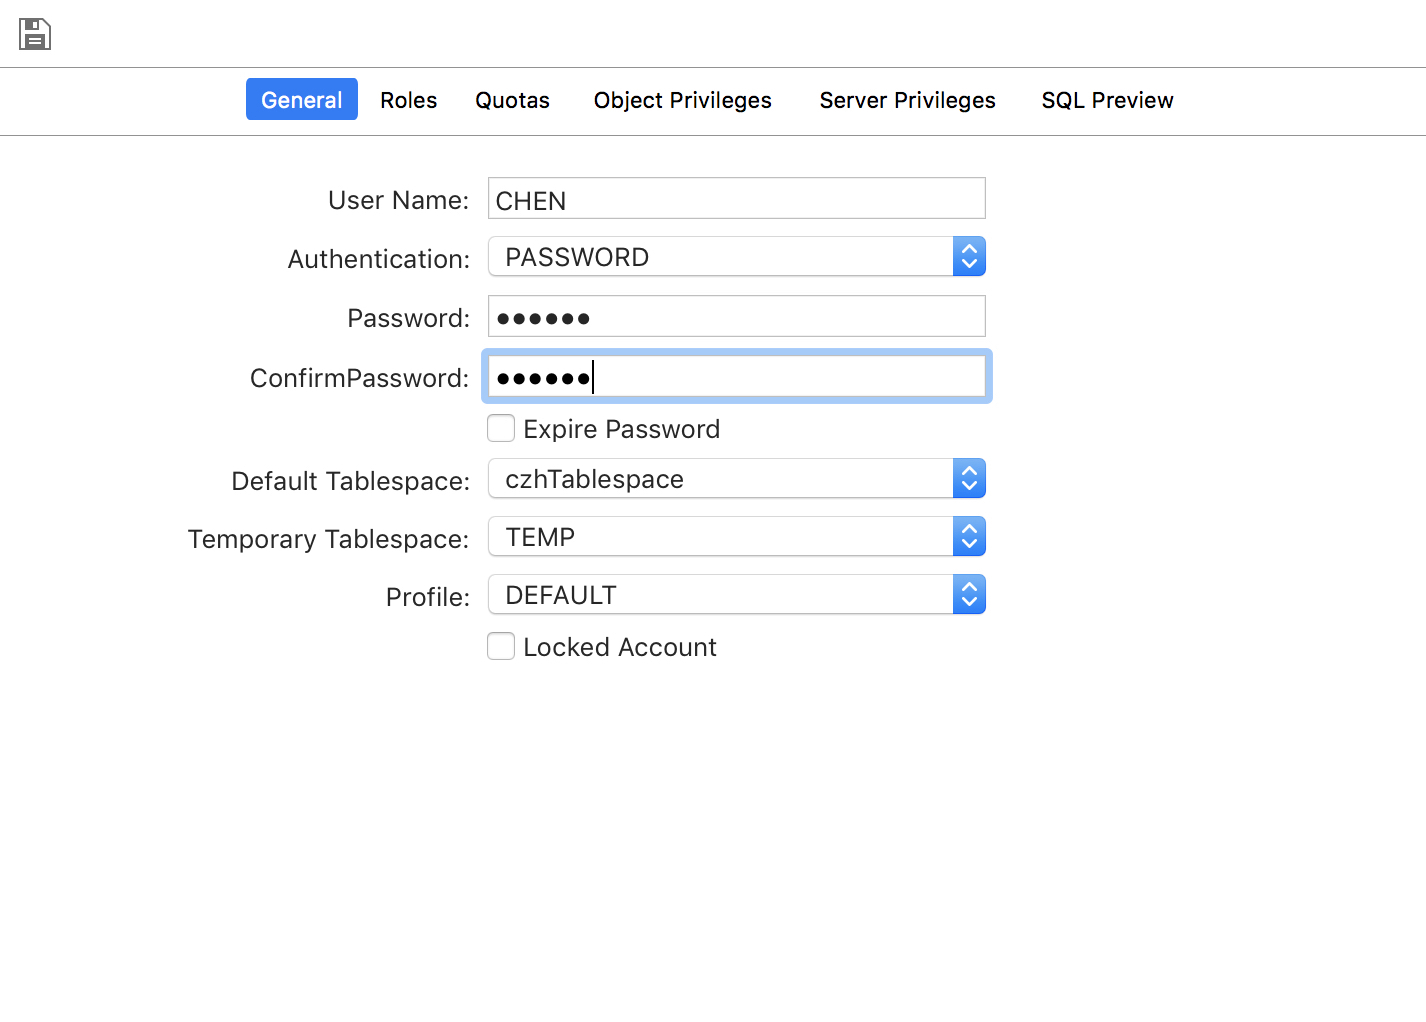 General Roles Quotas Object Privileges Server Privileges SQL Preview
User Name: CHEN
Authentication: PASSWORD
Password: ●●●●●●
ConfirmPassword: ●●●●●●
Expire Password
Default Tablespace: czhTablespace
Temporary Tablespace: TEMP
Profile: DEFAULT
Locked Account